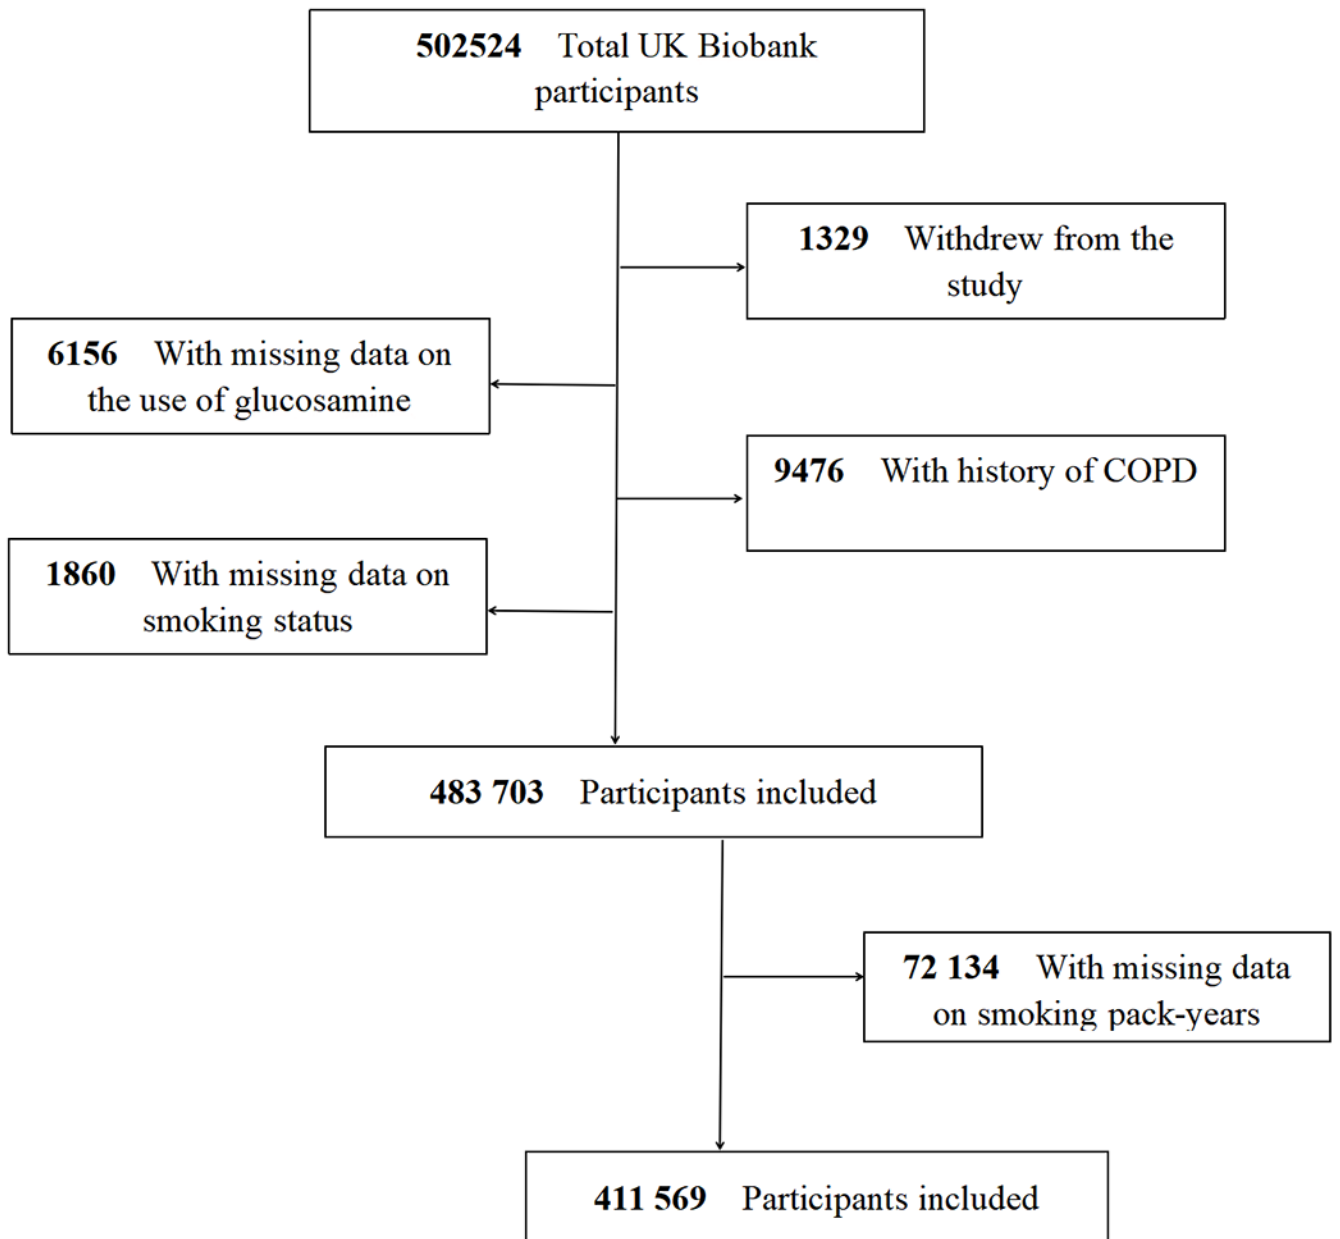 502524 Total UK Biobank
participants
1329 Withdrew from the
study
6156 With missing data on
the use of glucosamine
9476 With history of COPD
1860 With missing data on
smoking status
483 703 Participants included
72 134 With missing data
on smoking pack-years
411 569 Participants included